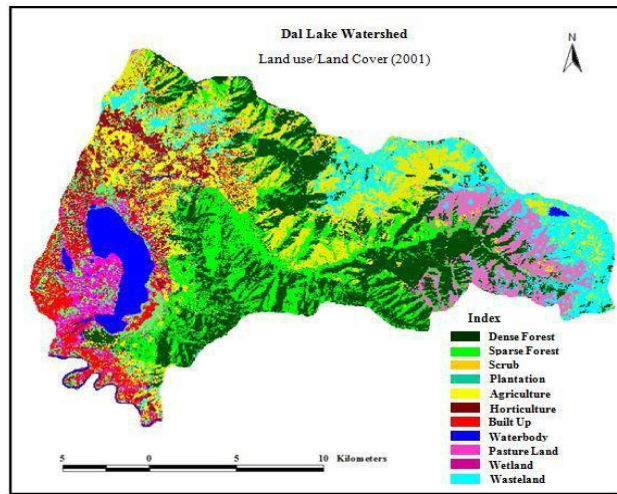 Dal Lake Watershed
Land use/Land Cover (2001)
N
Index
Dense Forest
Sparse Forest
Scrub
Plantation
Agriculture
Horticulture
Built Up
Waterbody
Pasture Land
Wetland
Wasteland
5 0 5 10 Kilometers